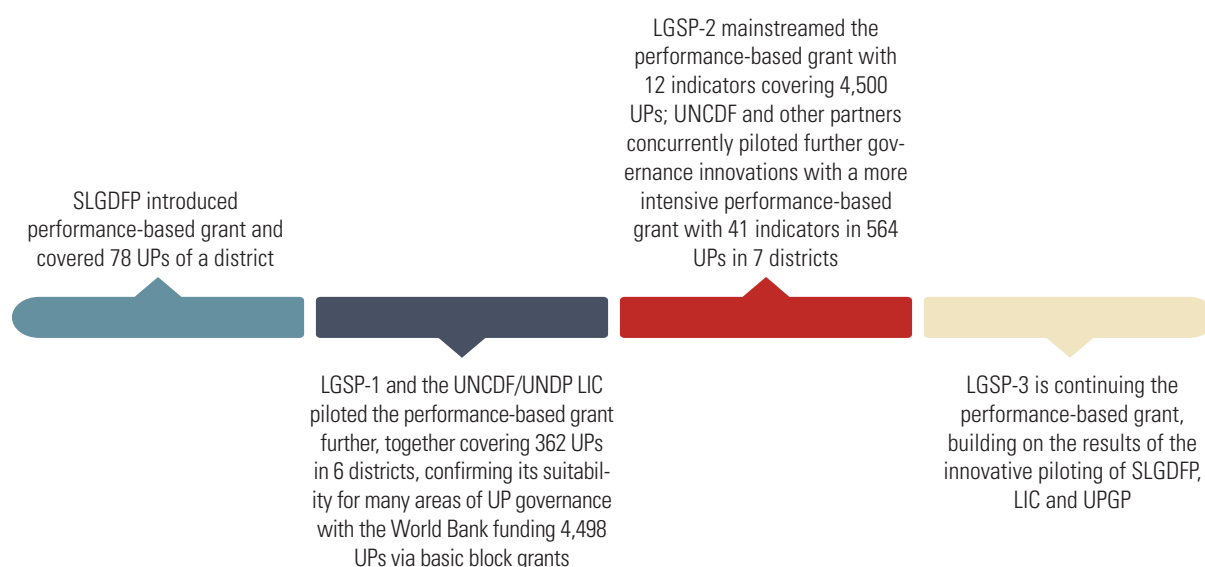 SLGDFP introduced
performance-based grant and
covered 78 UPs of a district
LGSP-1 and the UNCDF/UNDP LIC
piloted the performance-based grant
further, together covering 362 UPs
in 6 districts, confirming its suitabil-
ity for many areas of UP governance
with the World Bank funding 4,498
UPs via basic block grants
LGSP-2 mainstreamed the
performance-based grant with
12 indicators covering 4,500
UPs; UNCDF and other partners
concurrently piloted further gov-
ernance innovations with a more
intensive performance-based
grant with 41 indicators in 564
UPs in 7 districts
LGSP-3 is continuing the
performance-based grant,
building on the results of the
innovative piloting of SLGDFP,
LIC and UPGP